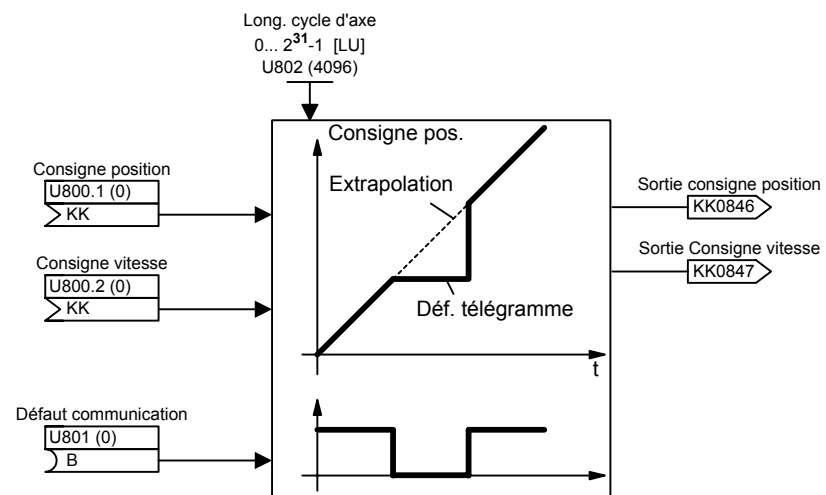 Long. cycle d'axe
0... 2³¹-1 [LU]
U802 (4096)
Consigne pos.
Extrapolation
Déf. télégramme
t
Consigne position
U800.1 (0)
KK
Consigne vitesse
U800.2 (0)
KK
Défaut communication
U801 (0)
B
Sortie consigne position
KK0846
Sortie Consigne vitesse
KK0847